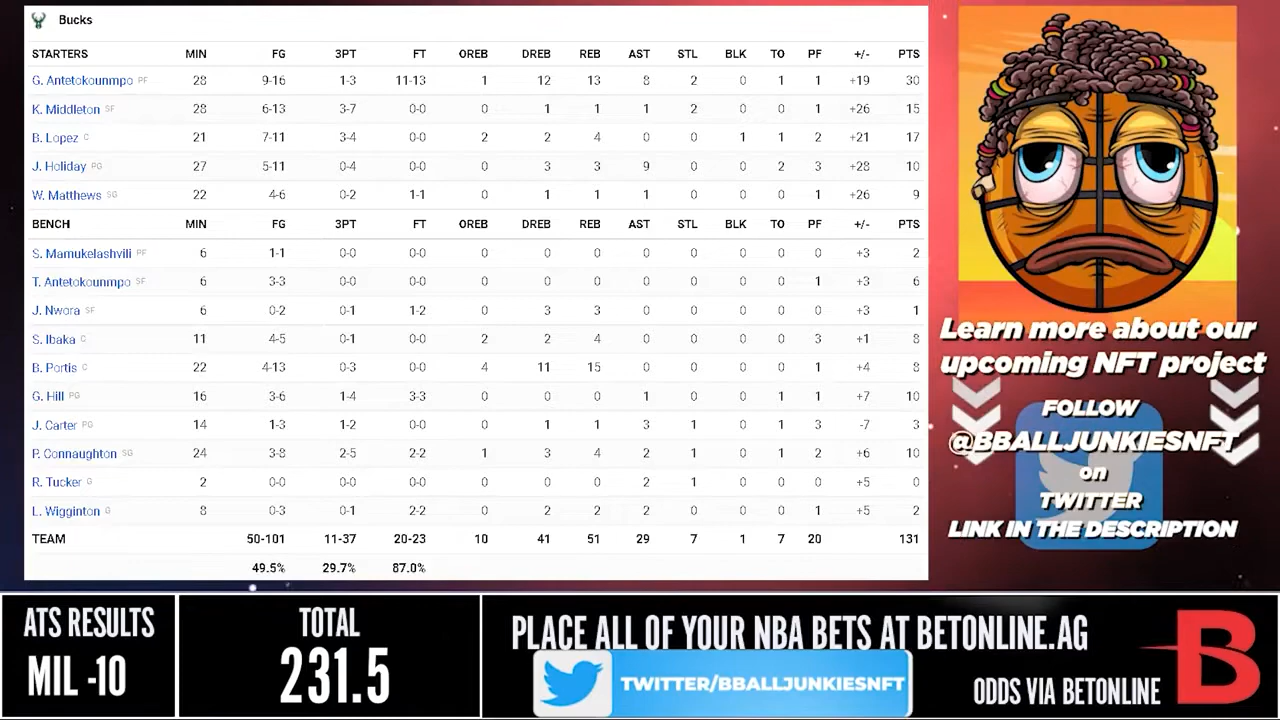 Bucks
STARTERS MIN FG 3PT FT OREB DREB REB AST STL BLK TO PF +/- PTS
G. Antetokounmpo PF 28 9-16 1-3 11-13 1 12 13 8 2 0 1 1 +19 30
K. Middleton SF 28 6-13 3-7 0-0 0 1 1 1 2 0 0 1 +26 15
B. Lopez C 21 7-11 3-4 0-0 2 2 4 0 0 1 1 2 +21 17
J. Holiday PG 27 5-11 0-4 0-0 0 3 3 9 0 0 2 3 +28 10
W. Matthews SG 22 4-6 0-2 1-1 0 1 1 1 0 0 0 1 +26 9
BENCH MIN FG 3PT FT OREB DREB REB AST STL BLK TO PF +/- PTS
S. Mamukelashvili PF 6 1-1 0-0 0-0 0 0 0 0 0 0 0 0 +3 2
T. Antetokounmpo SF 6 3-3 0-0 0-0 0 0 0 0 0 0 0 1 +3 6
J. Nwora SF 6 0-2 0-1 1-2 0 3 3 0 0 0 0 0 +3 1
S. Ibaka C 11 4-5 0-1 0-0 2 2 4 0 0 0 0 3 +1 8
B. Portis C 22 4-13 0-3 0-0 4 11 15 0 0 0 0 1 +4 8
G. Hill PG 16 3-6 1-4 3-3 0 0 0 1 0 0 1 1 +7 10
J. Carter PG 14 1-3 1-2 0-0 0 1 1 3 1 0 1 3 -7 3
P. Connaughton SG 24 3-8 2-5 2-2 1 3 4 2 1 0 1 2 +6 10
R. Tucker G 2 0-0 0-0 0-0 0 0 0 2 1 0 0 0 +5 0
L. Wigginton G 8 0-3 0-1 0 2 2 2 0 0 0 1 +5 2
TEAM 50-101 11-37 20-23 10 41 51 29 7 1 7 20 131
49.5% 29.7% 87.0%
Learn more about our
upcoming NFT project
FOLLOW
@BBALLJUNKIESNFT
on
TWITTER
LINK IN THE DESCRIPTION
ATS RESULTS
MIL -10
TOTAL
231.5
PLACE ALL OF YOUR NBA BETS AT BETONLINE.AG
TWITTER/BBALLJUNKIESNFT
ODDS VIA BETONLINE
B